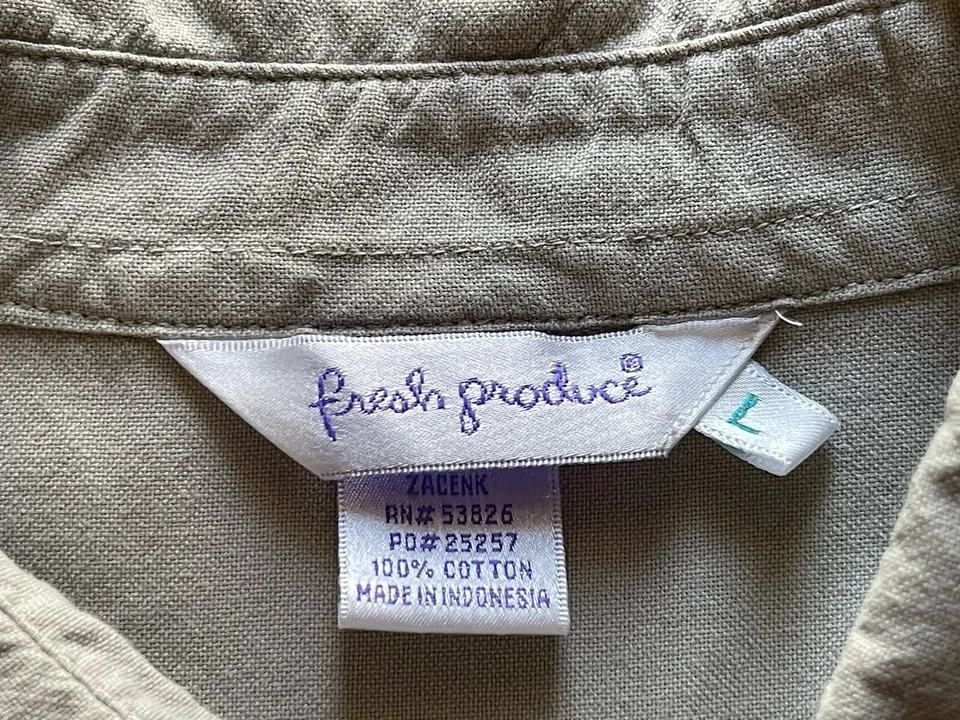 fresh produce®
L
ZACENK
RN# 53826
PO# 25257
100% COTTON
MADE IN INDONESIA